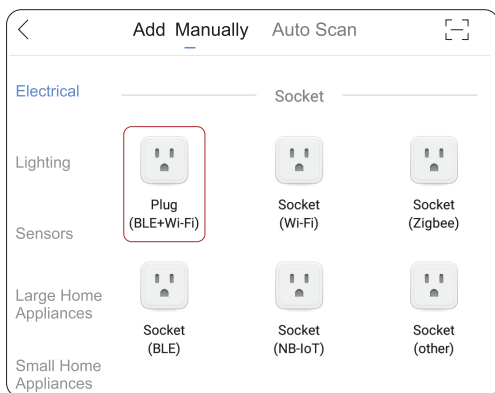 Add Manually Auto Scan
Electrical
Lighting
Sensors
Large Home
Appliances
Small Home
Appliances
Socket
Plug
(BLE+Wi-Fi)
Socket
(Wi-Fi)
Socket
(Zigbee)
Socket
(BLE)
Socket
(NB-IoT)
Socket
(other)